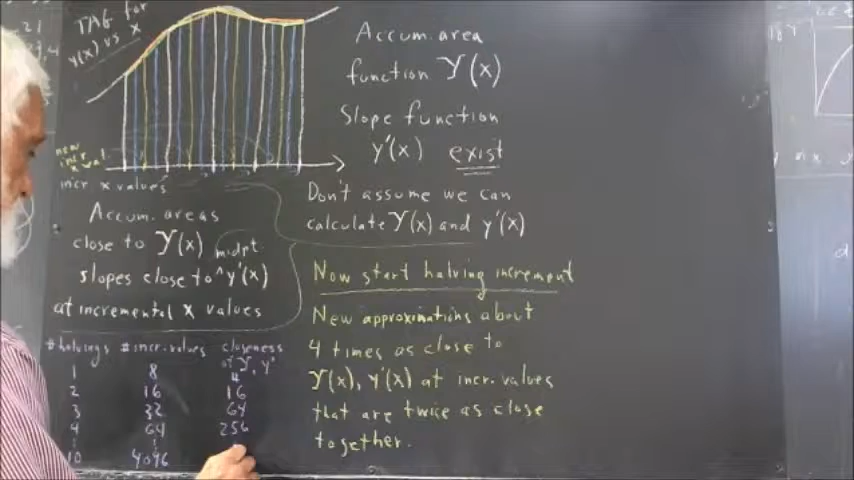 TAG for
y(x) vs x
new
incr
x val.
incr x values
Accum. areas
close to Y(x)
midpt.
slopes close to ^ y'(x)
at incremental x values
#halvings #incr.values closeness
of Y, y'
1 8 4
2 16 16
3 32 64
4 64 256
10 4096
Accum. area
function Y(x)
Slope function
y'(x) exist
Don't assume we can
calculate Y(x) and y'(x)
Now start halving increment
New approximations about
4 times as close to
Y(x), y'(x) at incr. values
that are twice as close
together.